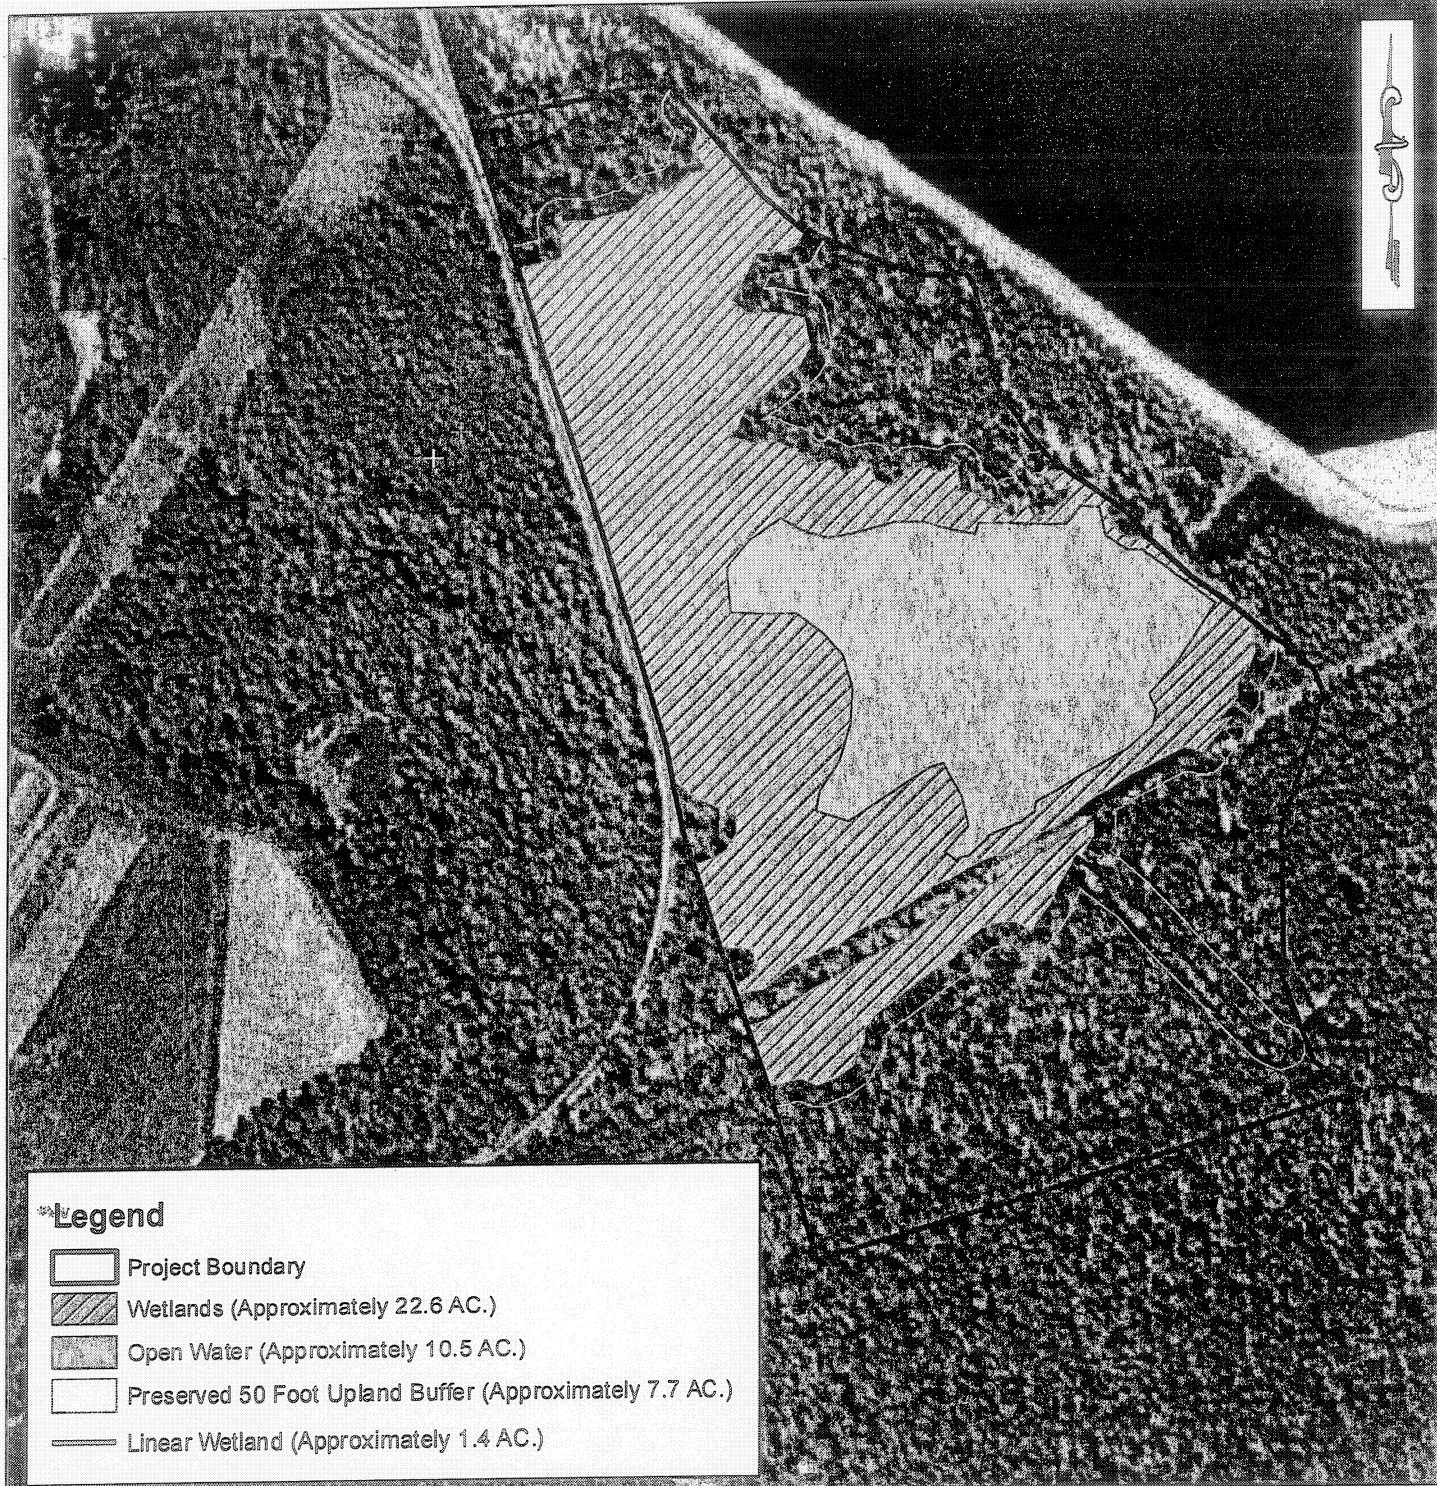 Legend
Project Boundary
Wetlands (Approximately 22.6 AC.)
Open Water (Approximately 10.5 AC.)
Preserved 50 Foot Upland Buffer (Approximately 7.7 AC.)
Linear Wetland (Approximately 1.4 AC.)